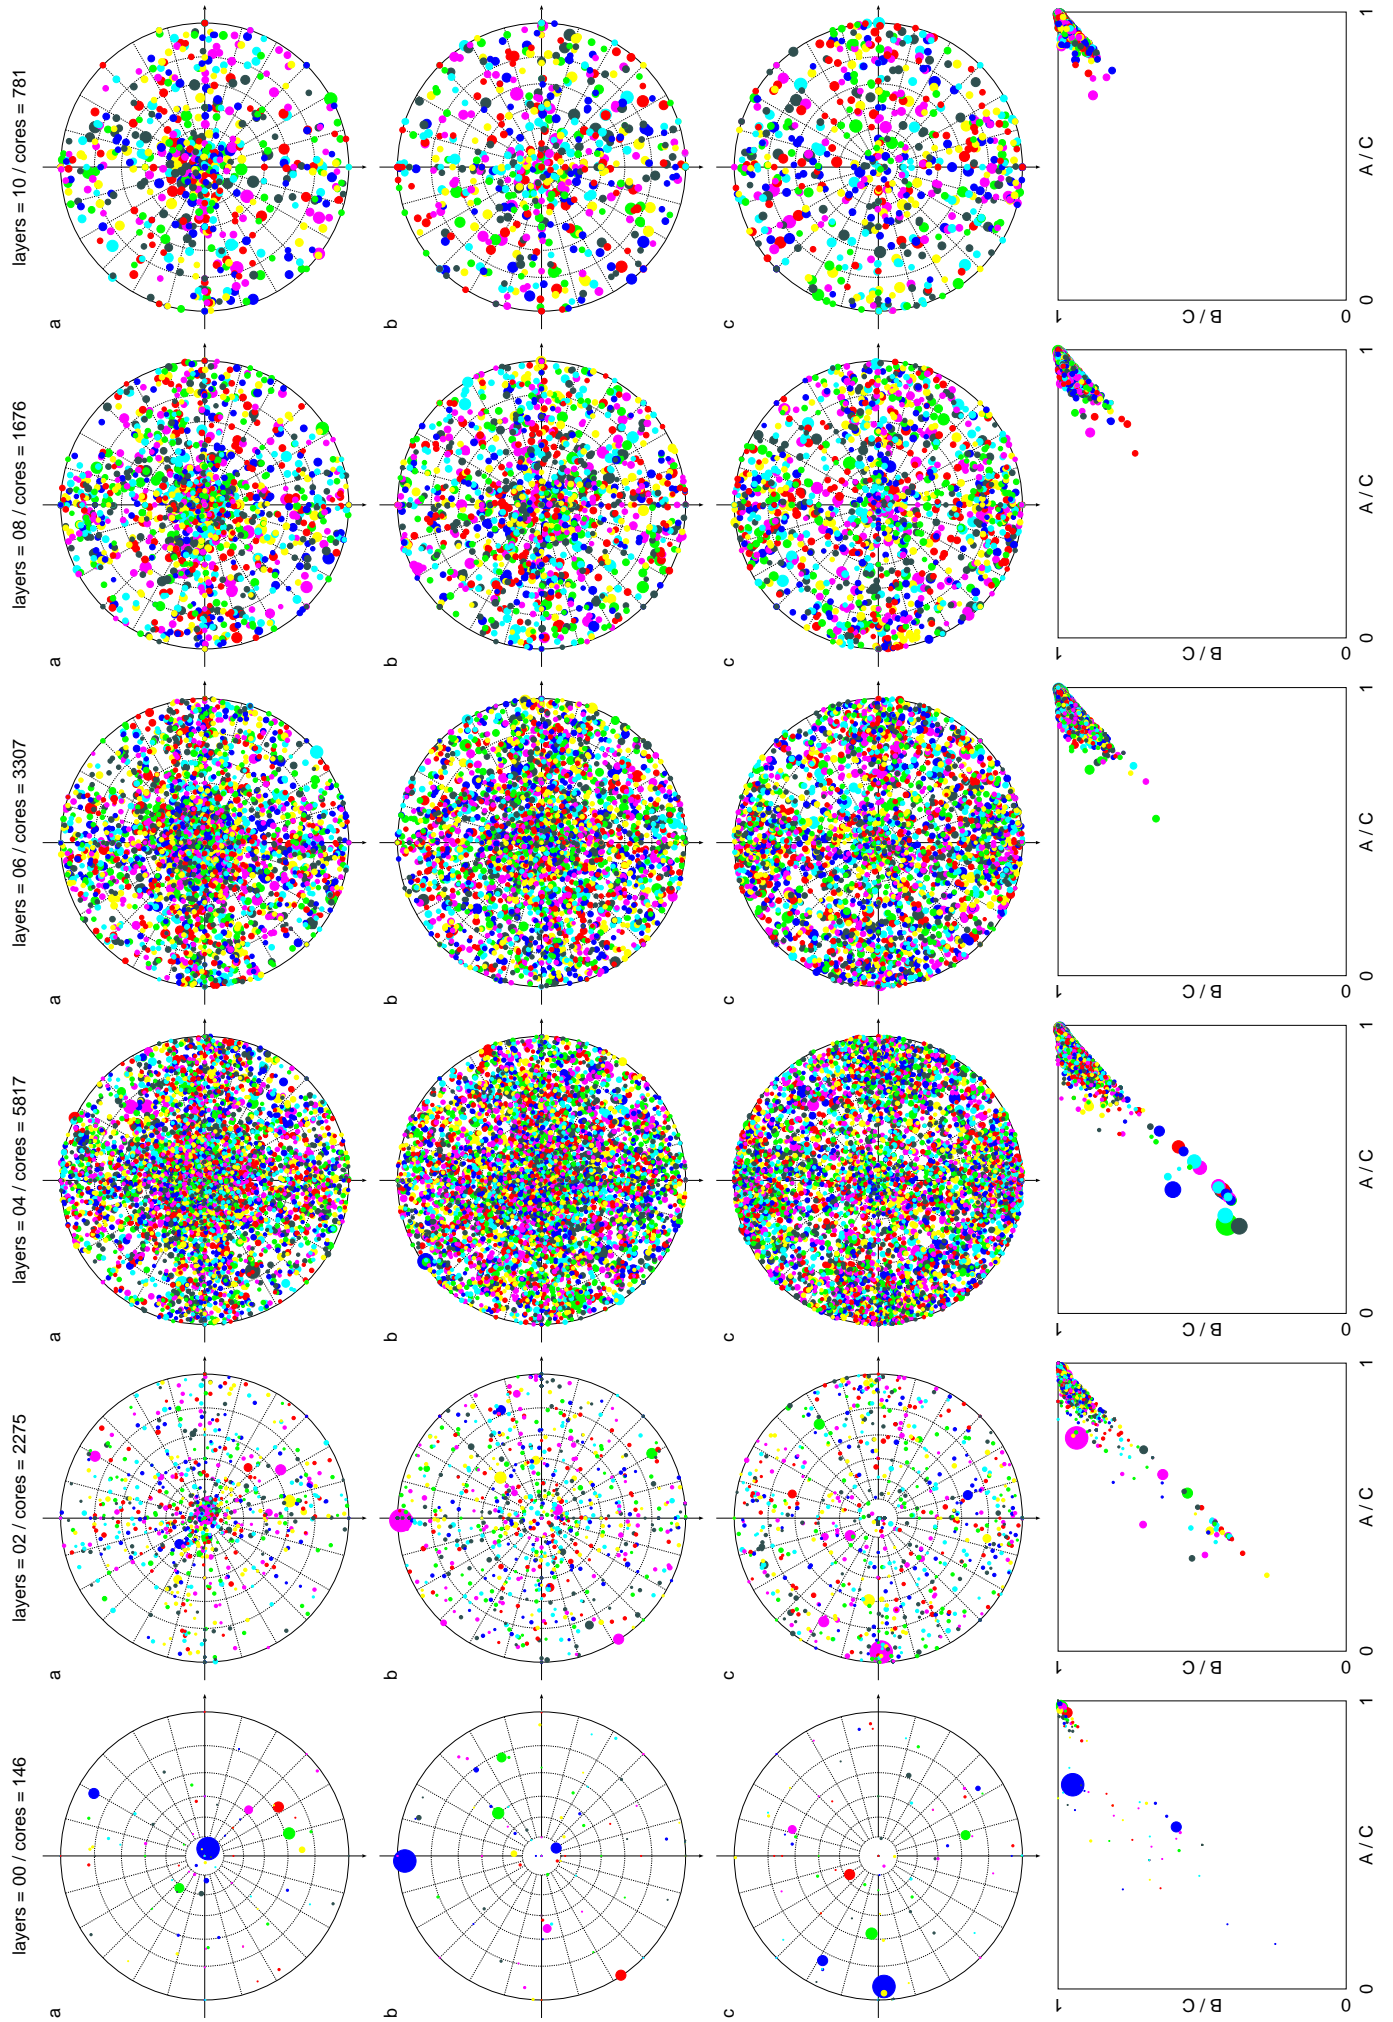 layers = 00 / cores = 146
a
b
c
1
B / C
0
0
A / C
1
layers = 02 / cores = 2275
a
b
c
1
B / C
0
0
A / C
1
layers = 04 / cores = 5817
a
b
c
1
B / C
0
0
A / C
1
layers = 06 / cores = 3307
a
b
c
1
B / C
0
0
A / C
1
layers = 08 / cores = 1676
a
b
c
1
B / C
0
0
A / C
1
layers = 10 / cores = 781
a
b
c
1
B / C
0
0
A / C
1